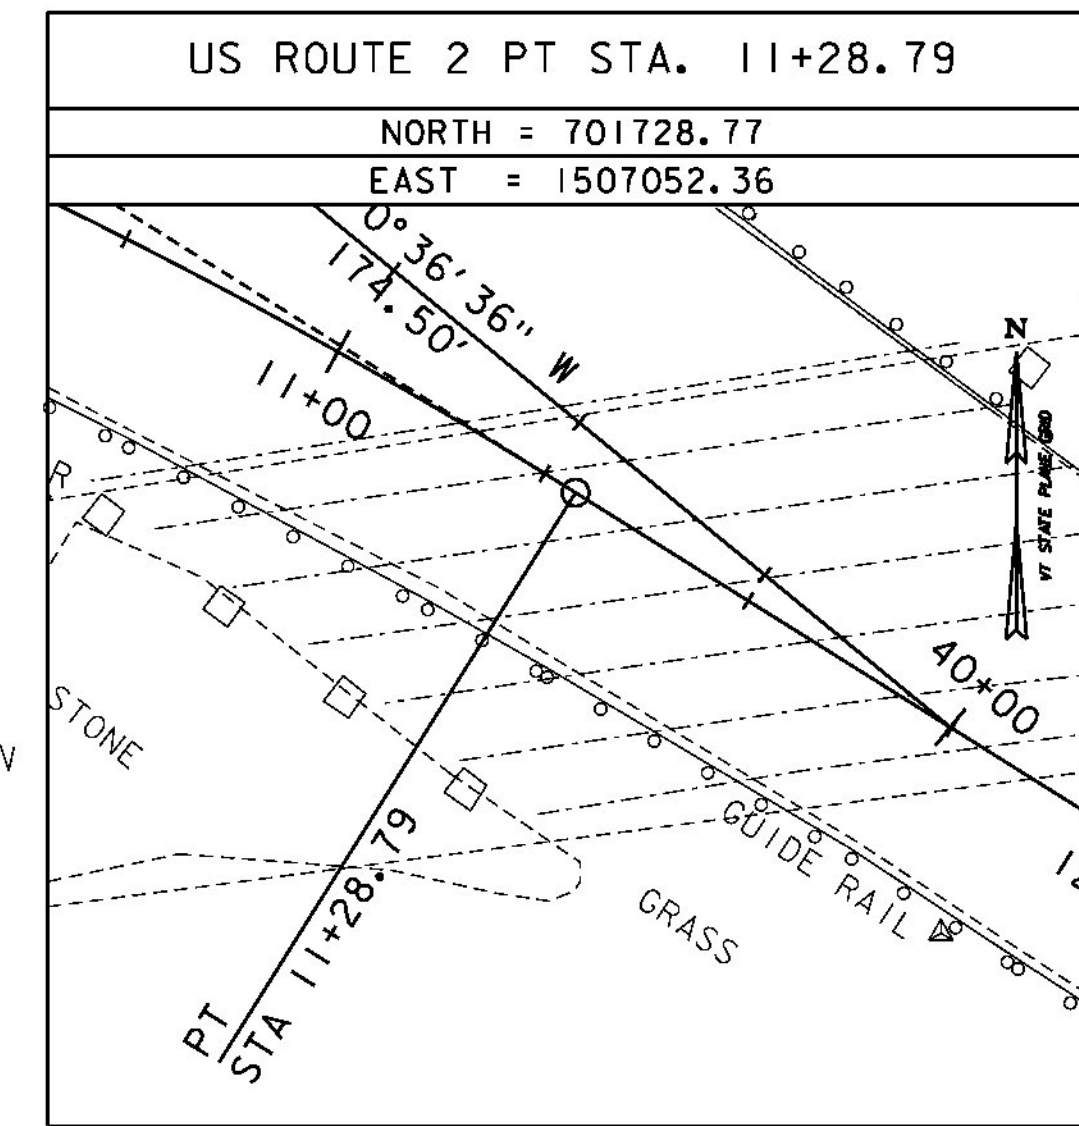 US ROUTE 2 PT STA. 11+28.79
NORTH = 701728.77
EAST = 1507052.36
0° 36' 36" W
174.50'
11+00
N
VT STATE PLANE GRID
R
40+00
STONE
N
GUIDE RAIL
GRASS
PT
STA 11+28.79